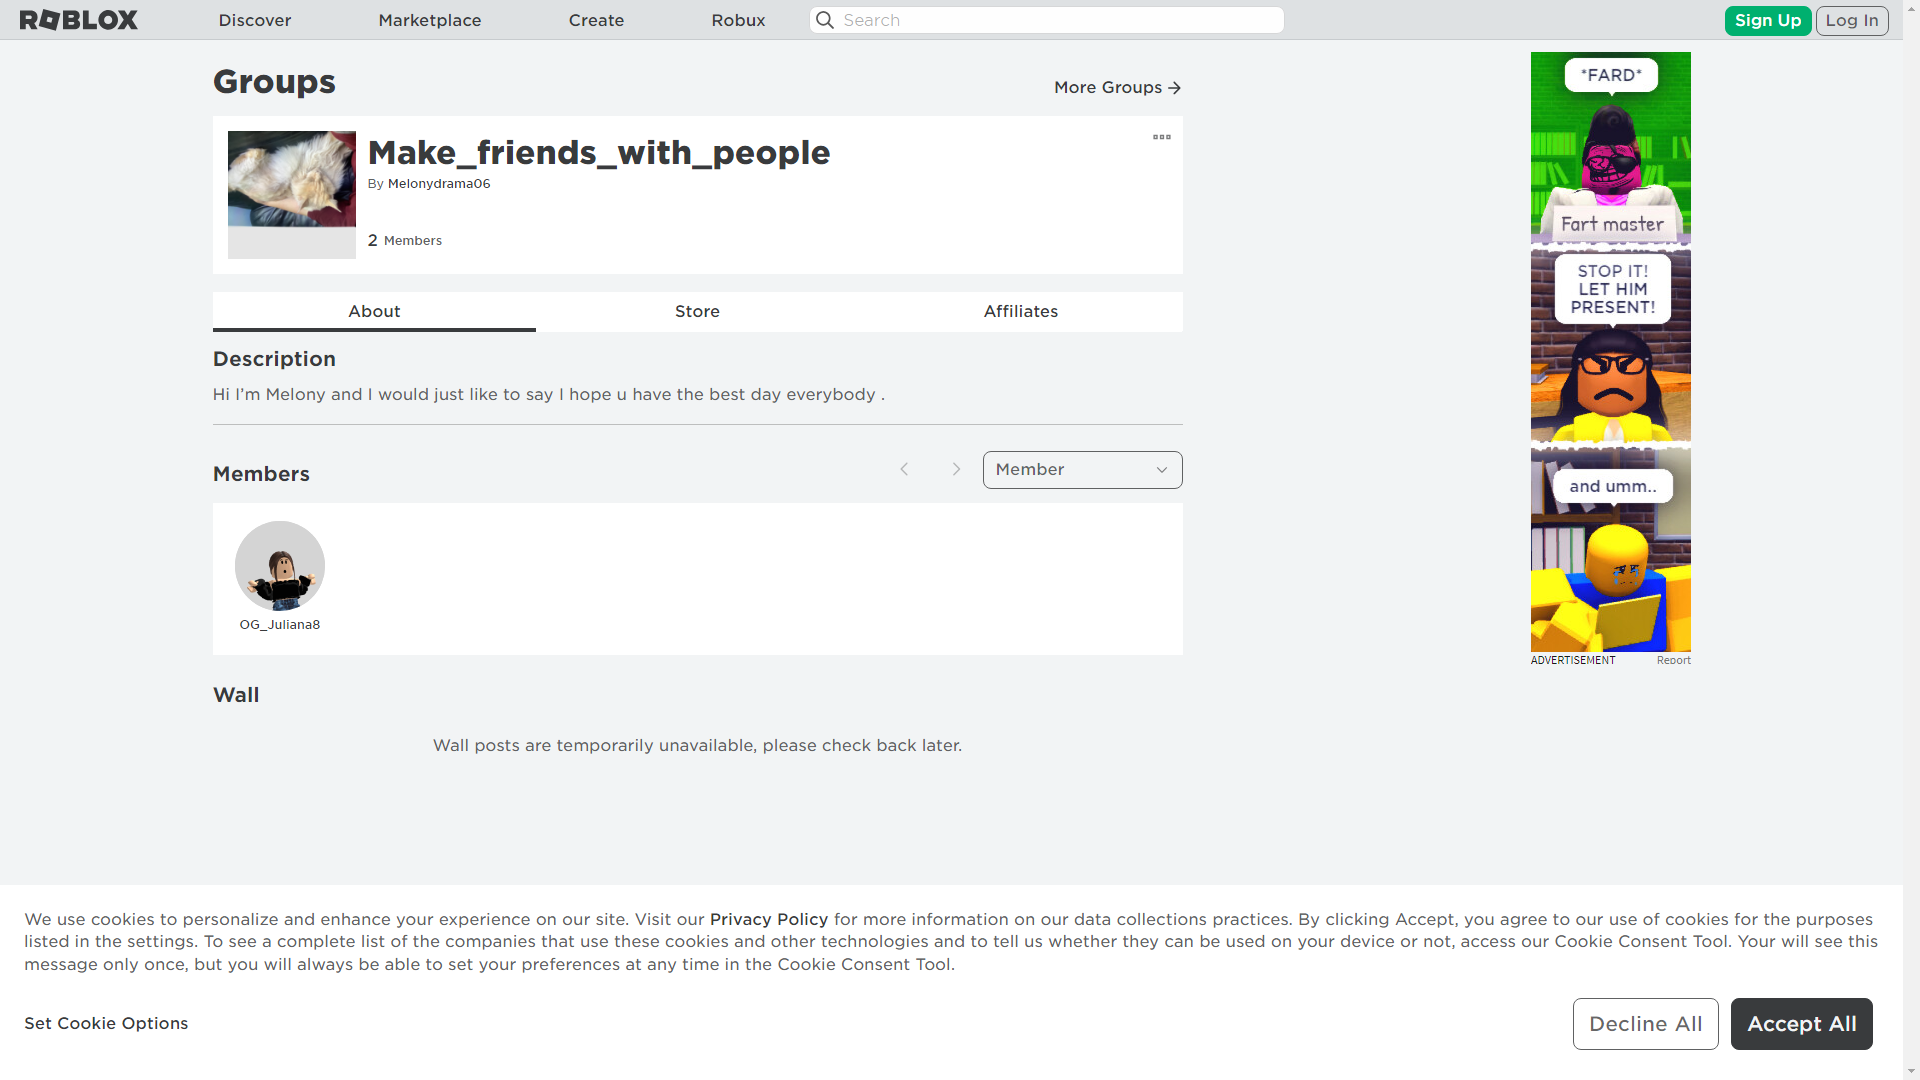 ROBLOX
Discover
Marketplace
Create
Robux
Search
Sign Up
Log In
Groups
More Groups
Make_friends_with_people
By Melonydrama06
2 Members
About
Store
Affiliates
Description
Hi I'm Melony and I would just like to say I hope u have the best day everybody .
Members
Member
OG_Juliana8
Wall
Wall posts are temporarily unavailable, please check back later.
*FARD*
Fart master
STOP IT!
LET HIM
PRESENT!
and umm..
ADVERTISEMENT
Report
We use cookies to personalize and enhance your experience on our site. Visit our Privacy Policy for more information on our data collections practices. By clicking Accept, you agree to our use of cookies for the purposes
listed in the settings. To see a complete list of the companies that use these cookies and other technologies and to tell us whether they can be used on your device or not, access our Cookie Consent Tool. Your will see this
message only once, but you will always be able to set your preferences at any time in the Cookie Consent Tool.
Set Cookie Options
Decline All
Accept All